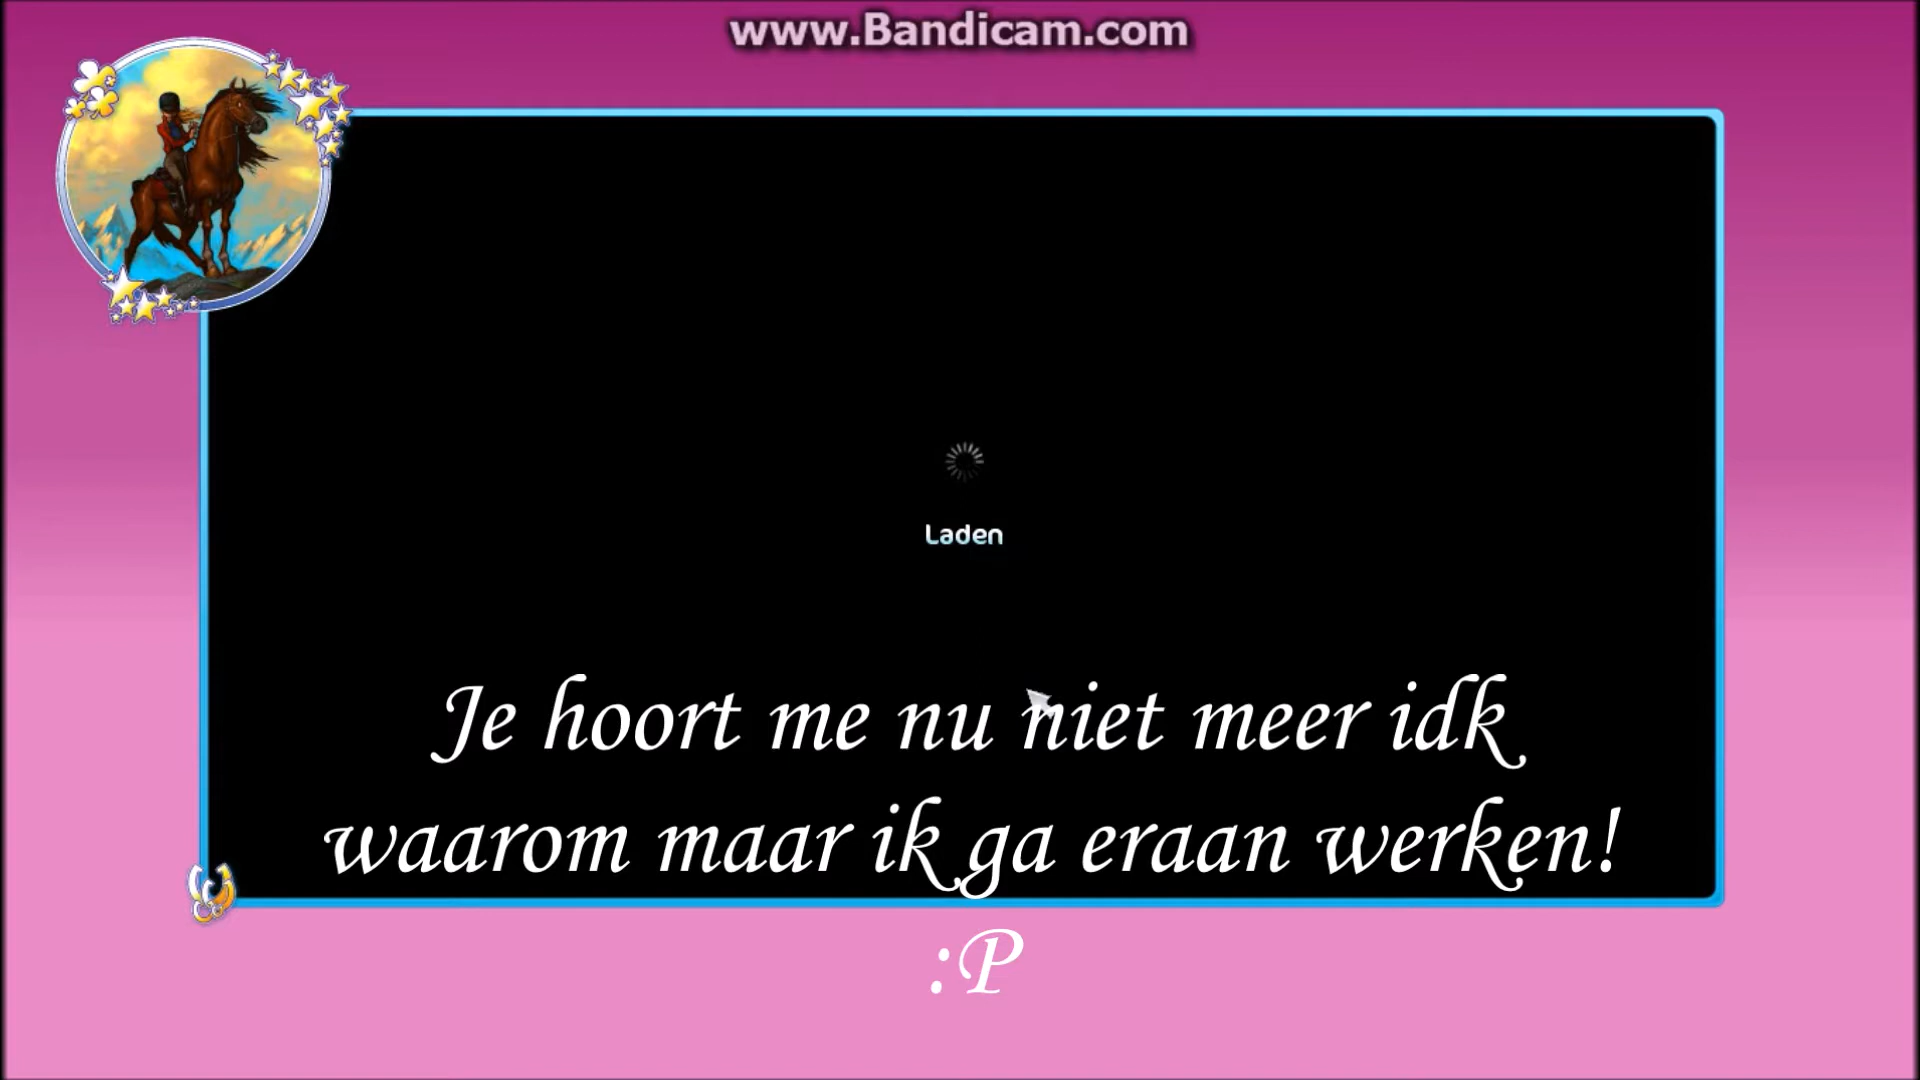 www.Bandicam.com
Laden
Je hoort me nu niet meer idk
waarom maar ik ga eraan werken!
:P